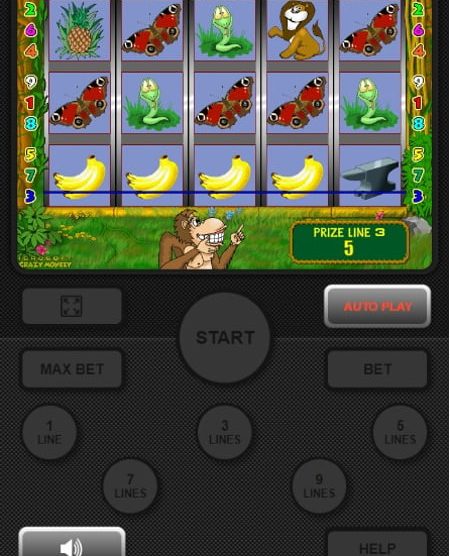 2 2
6 6
4 4
9 9
1 1
8 8
5 5
7 7
3 3
IGROSOFT
CRAZY MONKEY
PRIZE LINE 3
5
START
AUTO PLAY
MAX BET
BET
1
LINE
3
LINES
5
LINES
7
LINES
9
LINES
HELP